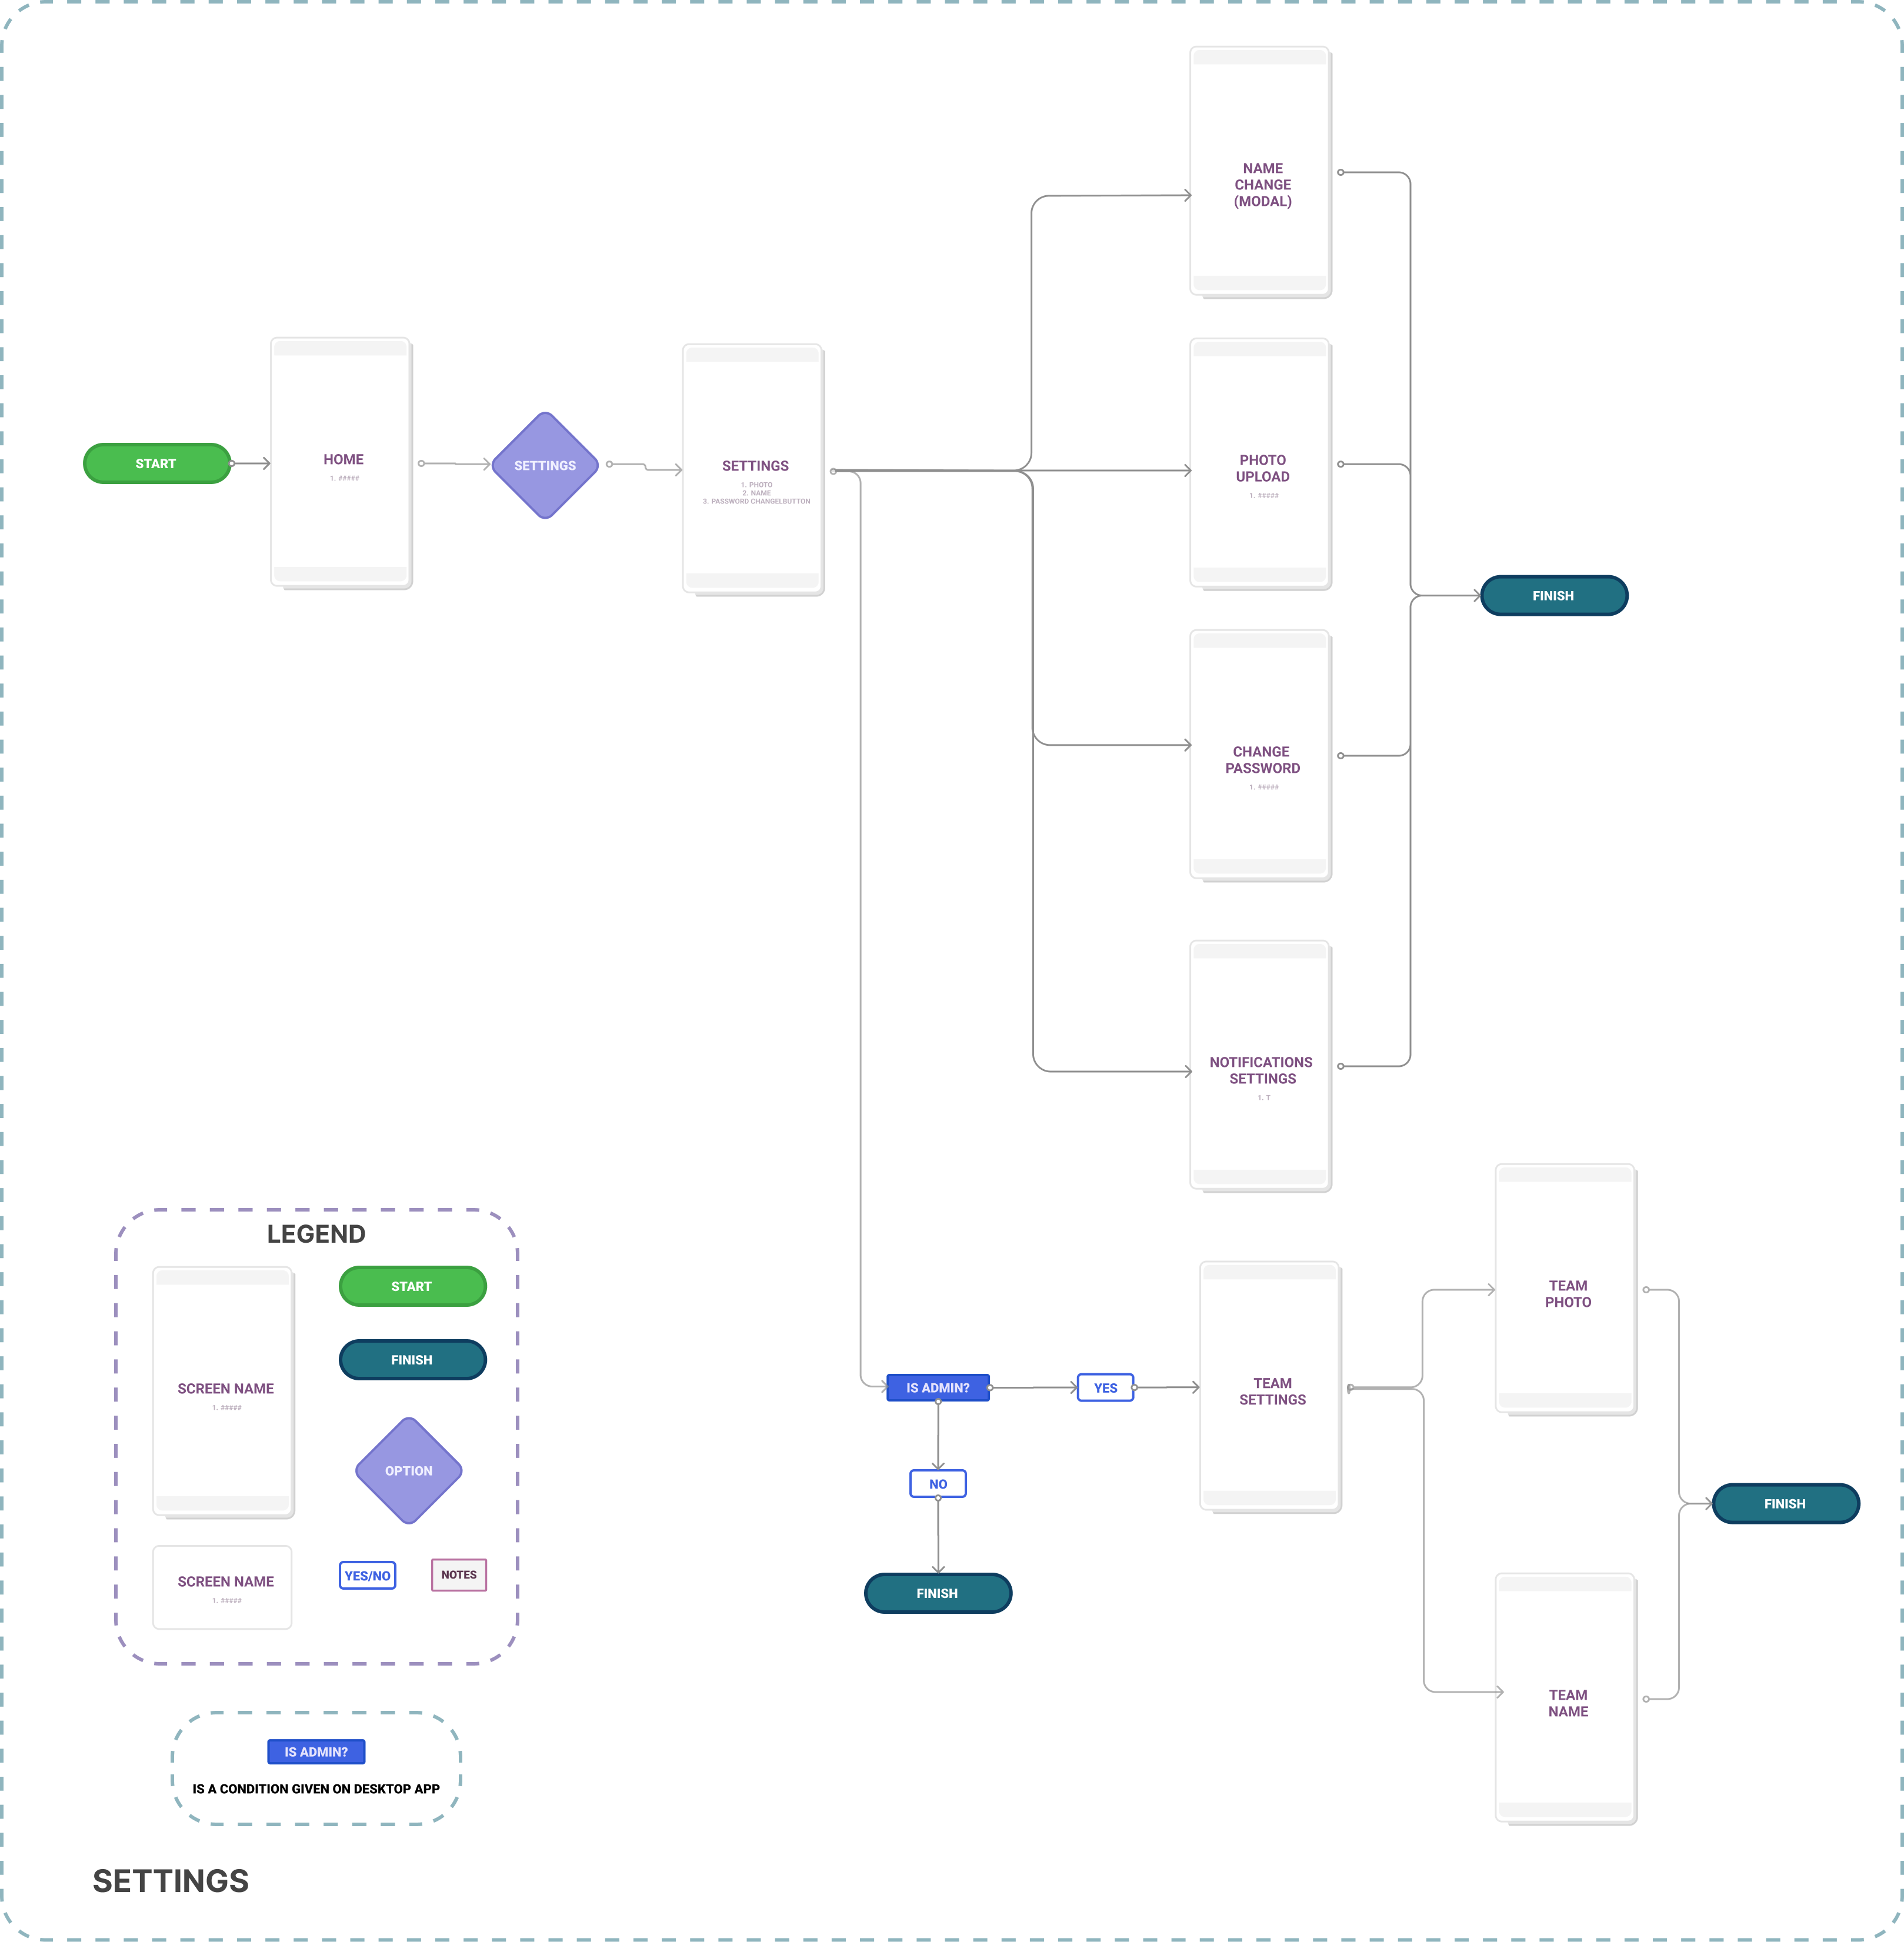 START
HOME
1. #####
SETTINGS
SETTINGS
1. PHOTO
2. NAME
3. PASSWORD CHANGELBUTTON
NAME
CHANGE
(MODAL)
PHOTO
UPLOAD
1. #####
CHANGE
PASSWORD
1. #####
NOTIFICATIONS
SETTINGS
1. T
FINISH
IS ADMIN?
YES
NO
FINISH
TEAM
SETTINGS
TEAM
PHOTO
TEAM
NAME
FINISH
LEGEND
SCREEN NAME
1. #####
START
FINISH
OPTION
SCREEN NAME
1. #####
YES/NO
NOTES
IS ADMIN?
IS A CONDITION GIVEN ON DESKTOP APP
SETTINGS